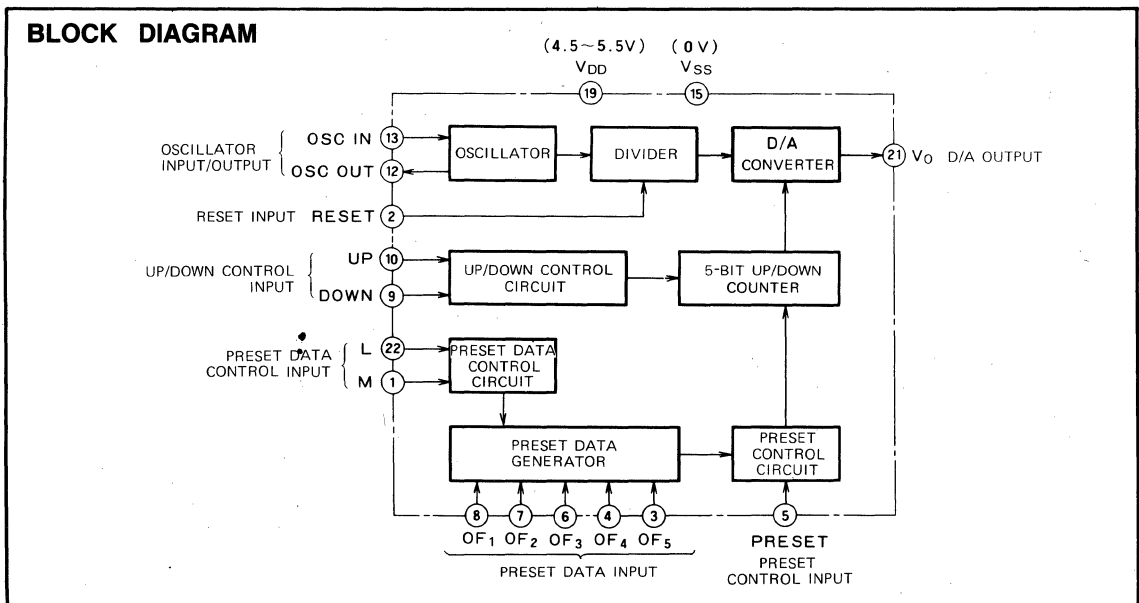 BLOCK DIAGRAM
(4.5~5.5V) (0V)
VDD VSS
19 15
OSCILLATOR INPUT/OUTPUT
OSC IN 13
OSC OUT 12
OSCILLATOR
DIVIDER
D/A CONVERTER
21 VO D/A OUTPUT
RESET INPUT RESET 2
UP/DOWN CONTROL INPUT
UP 10
DOWN 9
UP/DOWN CONTROL CIRCUIT
5-BIT UP/DOWN COUNTER
PRESET DATA CONTROL INPUT
L 22
M 1
PRESET DATA CONTROL CIRCUIT
PRESET DATA GENERATOR
PRESET CONTROL CIRCUIT
8 7 6 4 3 5
OF1 OF2 OF3 OF4 OF5 PRESET
PRESET DATA INPUT
PRESET CONTROL INPUT